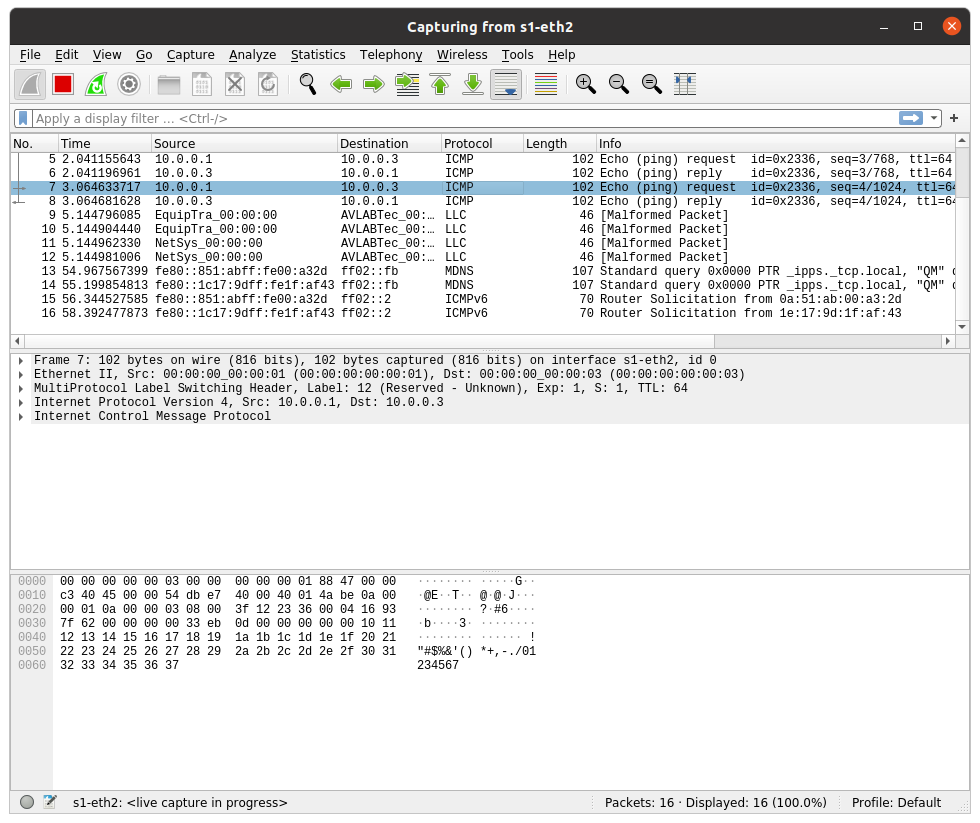 Capturing from s1-eth2
File Edit View Go Capture Analyze Statistics Telephony Wireless Tools Help
Apply a display filter ... <Ctrl-/>
No. Time Source Destination Protocol Length Info
5 2.041155643 10.0.0.1 10.0.0.3 ICMP 102 Echo (ping) request id=0x2336, seq=3/768, ttl=64
6 2.041196961 10.0.0.3 10.0.0.1 ICMP 102 Echo (ping) reply id=0x2336, seq=3/768, ttl=64
7 3.064633717 10.0.0.1 10.0.0.3 ICMP 102 Echo (ping) request id=0x2336, seq=4/1024, ttl=64
8 3.064681628 10.0.0.3 10.0.0.1 ICMP 102 Echo (ping) reply id=0x2336, seq=4/1024, ttl=64
9 5.144796085 EquipTra_00:00:00 AVLABTec_00:… LLC 46 [Malformed Packet]
10 5.144904440 EquipTra_00:00:00 AVLABTec_00:… LLC 46 [Malformed Packet]
11 5.144962330 NetSys_00:00:00 AVLABTec_00:… LLC 46 [Malformed Packet]
12 5.144981006 NetSys_00:00:00 AVLABTec_00:… LLC 46 [Malformed Packet]
13 54.967567399 fe80::851:abff:fe00:a32d ff02::fb MDNS 107 Standard query 0x0000 PTR _ipps._tcp.local, "QM"
14 55.199854813 fe80::1c17:9dff:fe1f:af43 ff02::fb MDNS 107 Standard query 0x0000 PTR _ipps._tcp.local, "QM"
15 56.344527585 fe80::851:abff:fe00:a32d ff02::2 ICMPv6 70 Router Solicitation from 0a:51:ab:00:a3:2d
16 58.392477873 fe80::1c17:9dff:fe1f:af43 ff02::2 ICMPv6 70 Router Solicitation from 1e:17:9d:1f:af:43
Frame 7: 102 bytes on wire (816 bits), 102 bytes captured (816 bits) on interface s1-eth2, id 0
Ethernet II, Src: 00:00:00_00:00:01 (00:00:00:00:00:01), Dst: 00:00:00_00:00:03 (00:00:00:00:00:03)
MultiProtocol Label Switching Header, Label: 12 (Reserved - Unknown), Exp: 1, S: 1, TTL: 64
Internet Protocol Version 4, Src: 10.0.0.1, Dst: 10.0.0.3
Internet Control Message Protocol
0000 00 00 00 00 00 03 00 00 00 00 00 01 88 47 00 00 ········ ·····G··
0010 c3 40 45 00 00 54 db e7 40 00 40 01 4a be 0a 00 ·@E··T·· @·@·J···
0020 00 01 0a 00 00 03 08 00 3f 12 23 36 00 04 16 93 ········ ?·#6····
0030 7f 62 00 00 00 00 33 eb 0d 00 00 00 00 00 10 11 ·b····3· ········
0040 12 13 14 15 16 17 18 19 1a 1b 1c 1d 1e 1f 20 21 ········ ······ !
0050 22 23 24 25 26 27 28 29 2a 2b 2c 2d 2e 2f 30 31 "#$%&'() *+,-./01
0060 32 33 34 35 36 37 234567
s1-eth2: <live capture in progress> Packets: 16 · Displayed: 16 (100.0%) Profile: Default